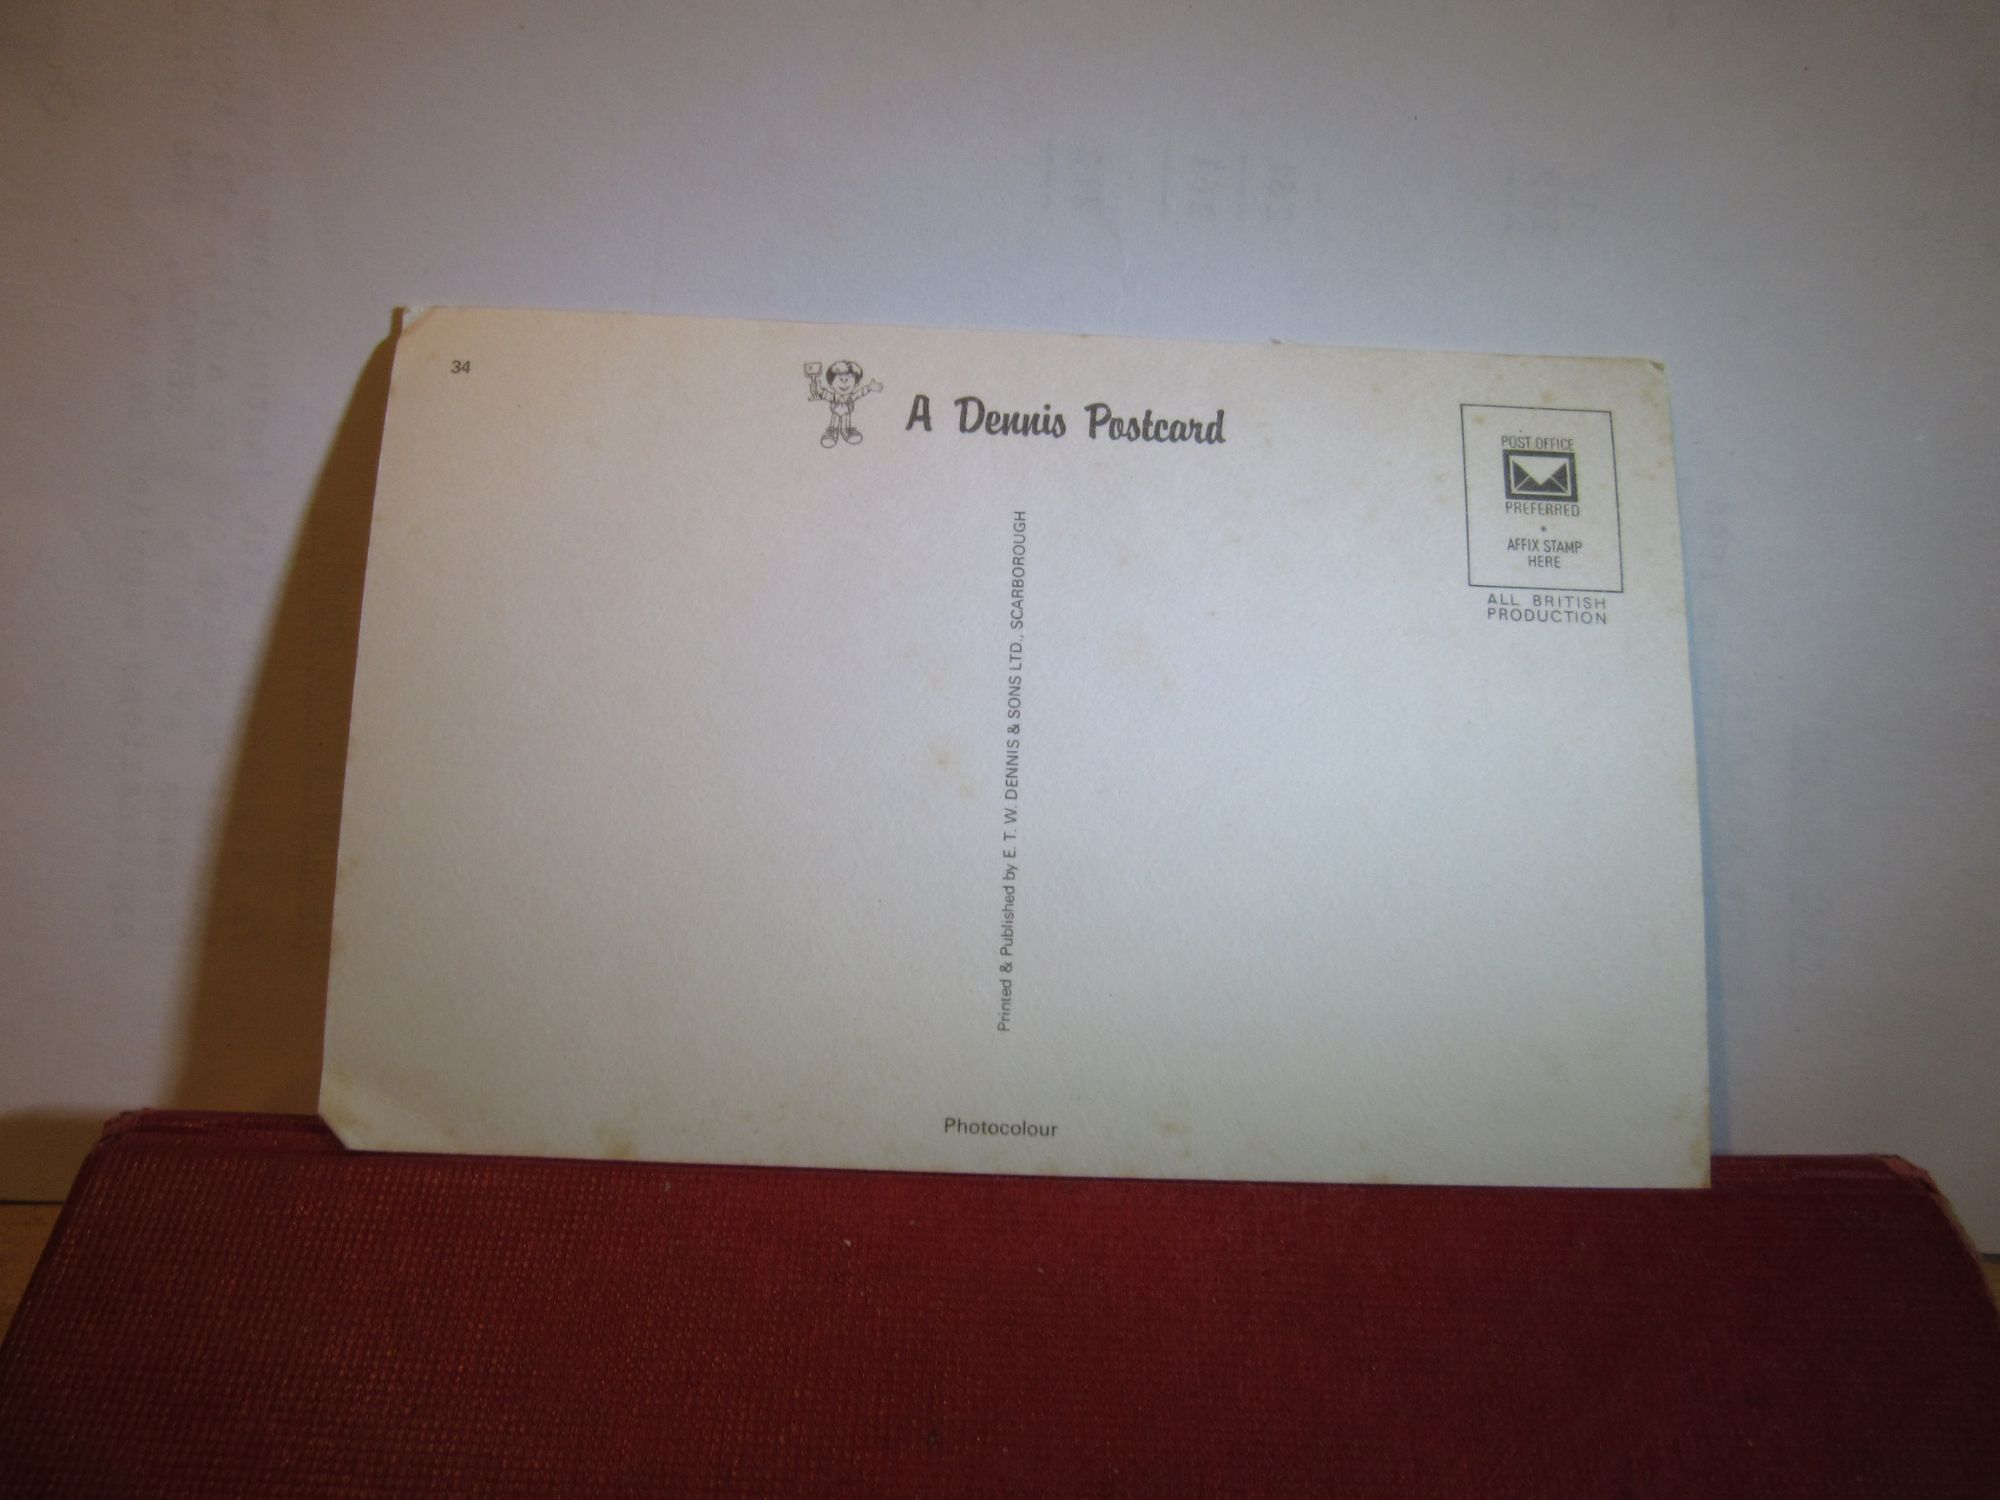 34
A Dennis Postcard
POST OFFICE
PREFERRED
AFFIX STAMP
HERE
ALL BRITISH
PRODUCTION
Printed & Published by E. T. W. DENNIS & SONS LTD., SCARBOROUGH
Photocolour